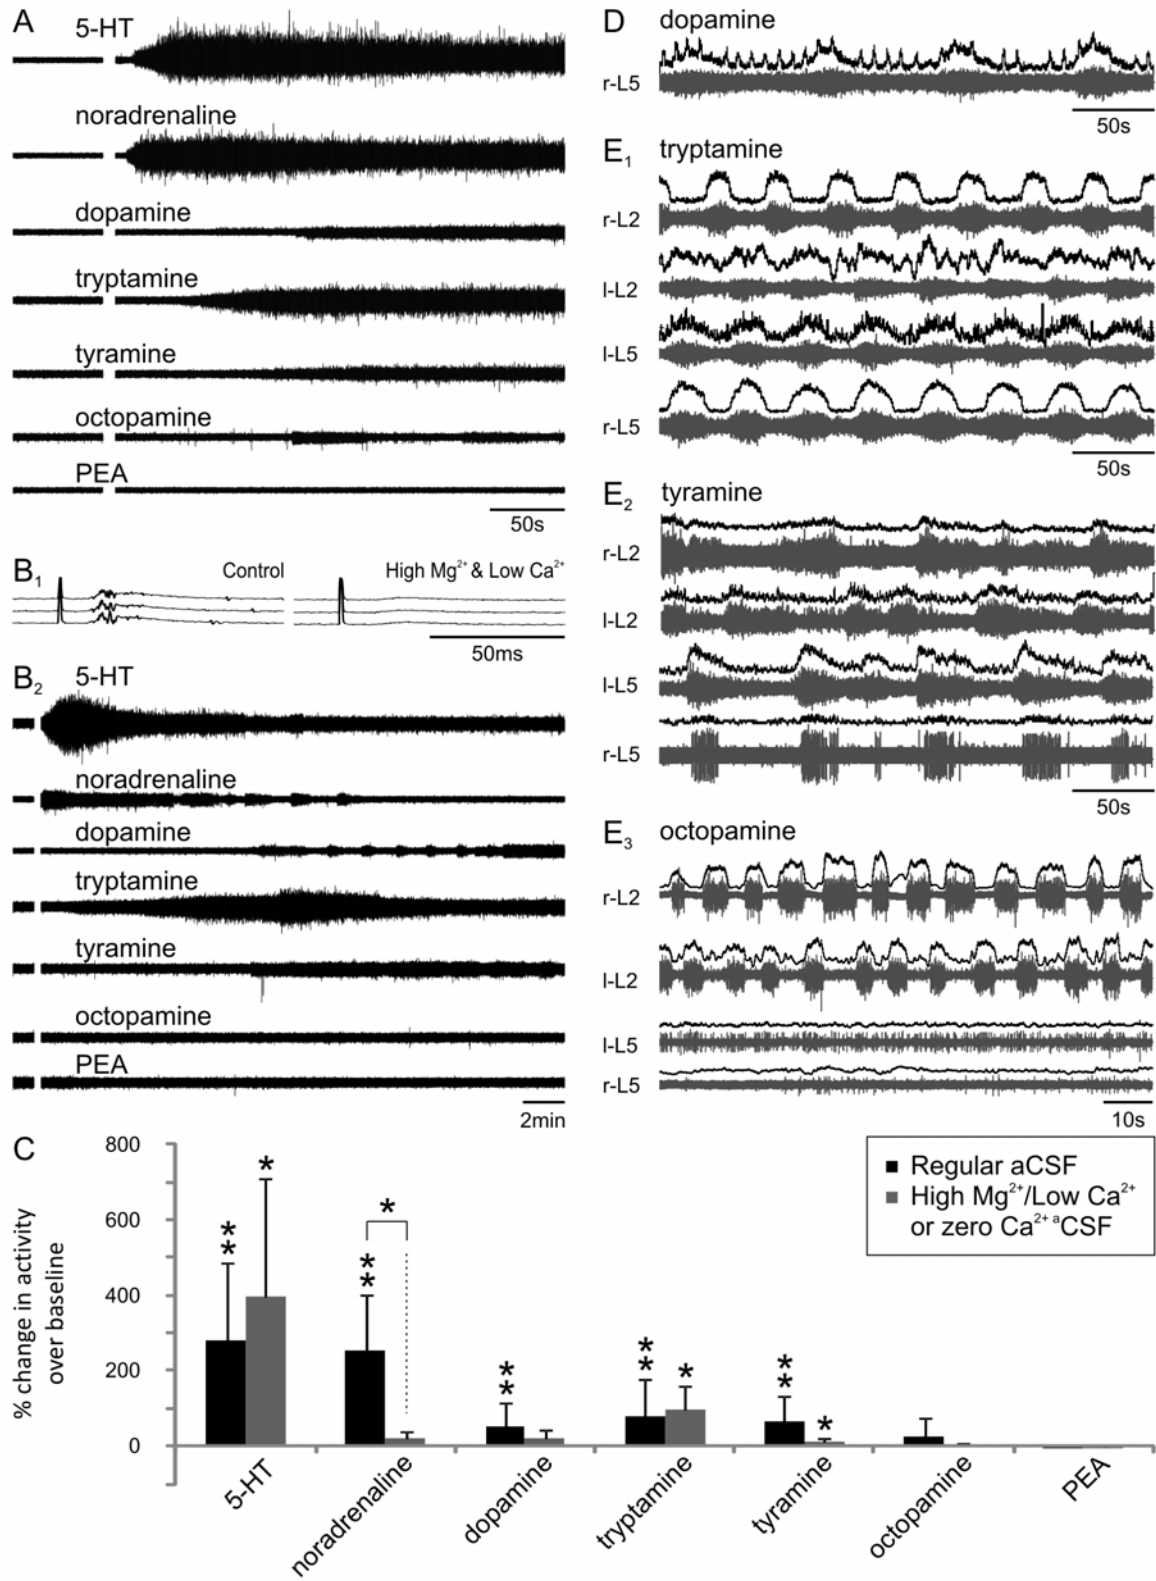 A
5-HT
noradrenaline
dopamine
tryptamine
tyramine
octopamine
PEA
50s
B1
Control
High Mg²⁺ & Low Ca²⁺
50ms
B2
5-HT
noradrenaline
dopamine
tryptamine
tyramine
octopamine
PEA
2min
D
dopamine
r-L5
50s
E1
tryptamine
r-L2
l-L2
l-L5
r-L5
50s
E2
tyramine
r-L2
l-L2
l-L5
r-L5
50s
E3
octopamine
r-L2
l-L2
l-L5
r-L5
10s
C
% change in activity
over baseline
800
600
400
200
0
**
*
**
*
**
**
*
**
*
5-HT
noradrenaline
dopamine
tryptamine
tyramine
octopamine
PEA
Regular aCSF
High Mg²⁺/Low Ca²⁺
or zero Ca²⁺ ᵃCSF